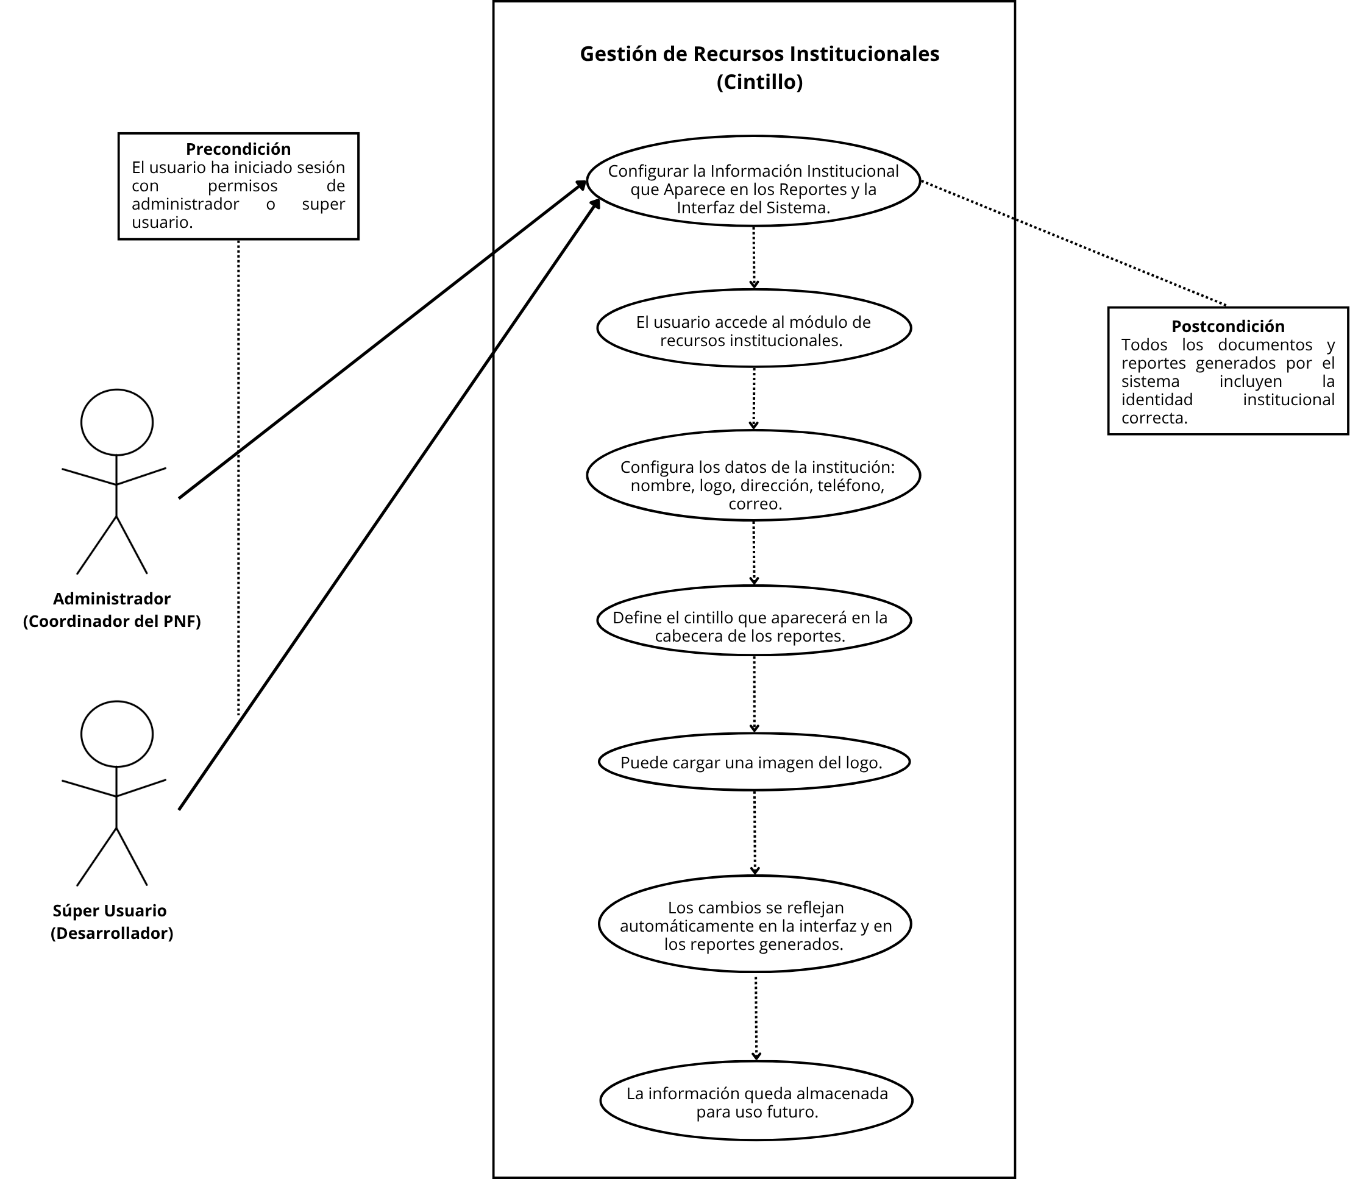 Gestión de Recursos Institucionales
(Cintillo)
Precondición
El usuario ha iniciado sesión
con permisos de
administrador o super
usuario.
Configurar la Información Institucional
que Aparece en los Reportes y la
Interfaz del Sistema.
El usuario accede al módulo de
recursos institucionales.
Postcondición
Todos los documentos y
reportes generados por el
sistema incluyen la
identidad institucional
correcta.
Configura los datos de la institución:
nombre, logo, dirección, teléfono,
correo.
Administrador
(Coordinador del PNF)
Define el cintillo que aparecerá en la
cabecera de los reportes.
Puede cargar una imagen del logo.
Súper Usuario
(Desarrollador)
Los cambios se reflejan
automáticamente en la interfaz y en
los reportes generados.
La información queda almacenada
para uso futuro.